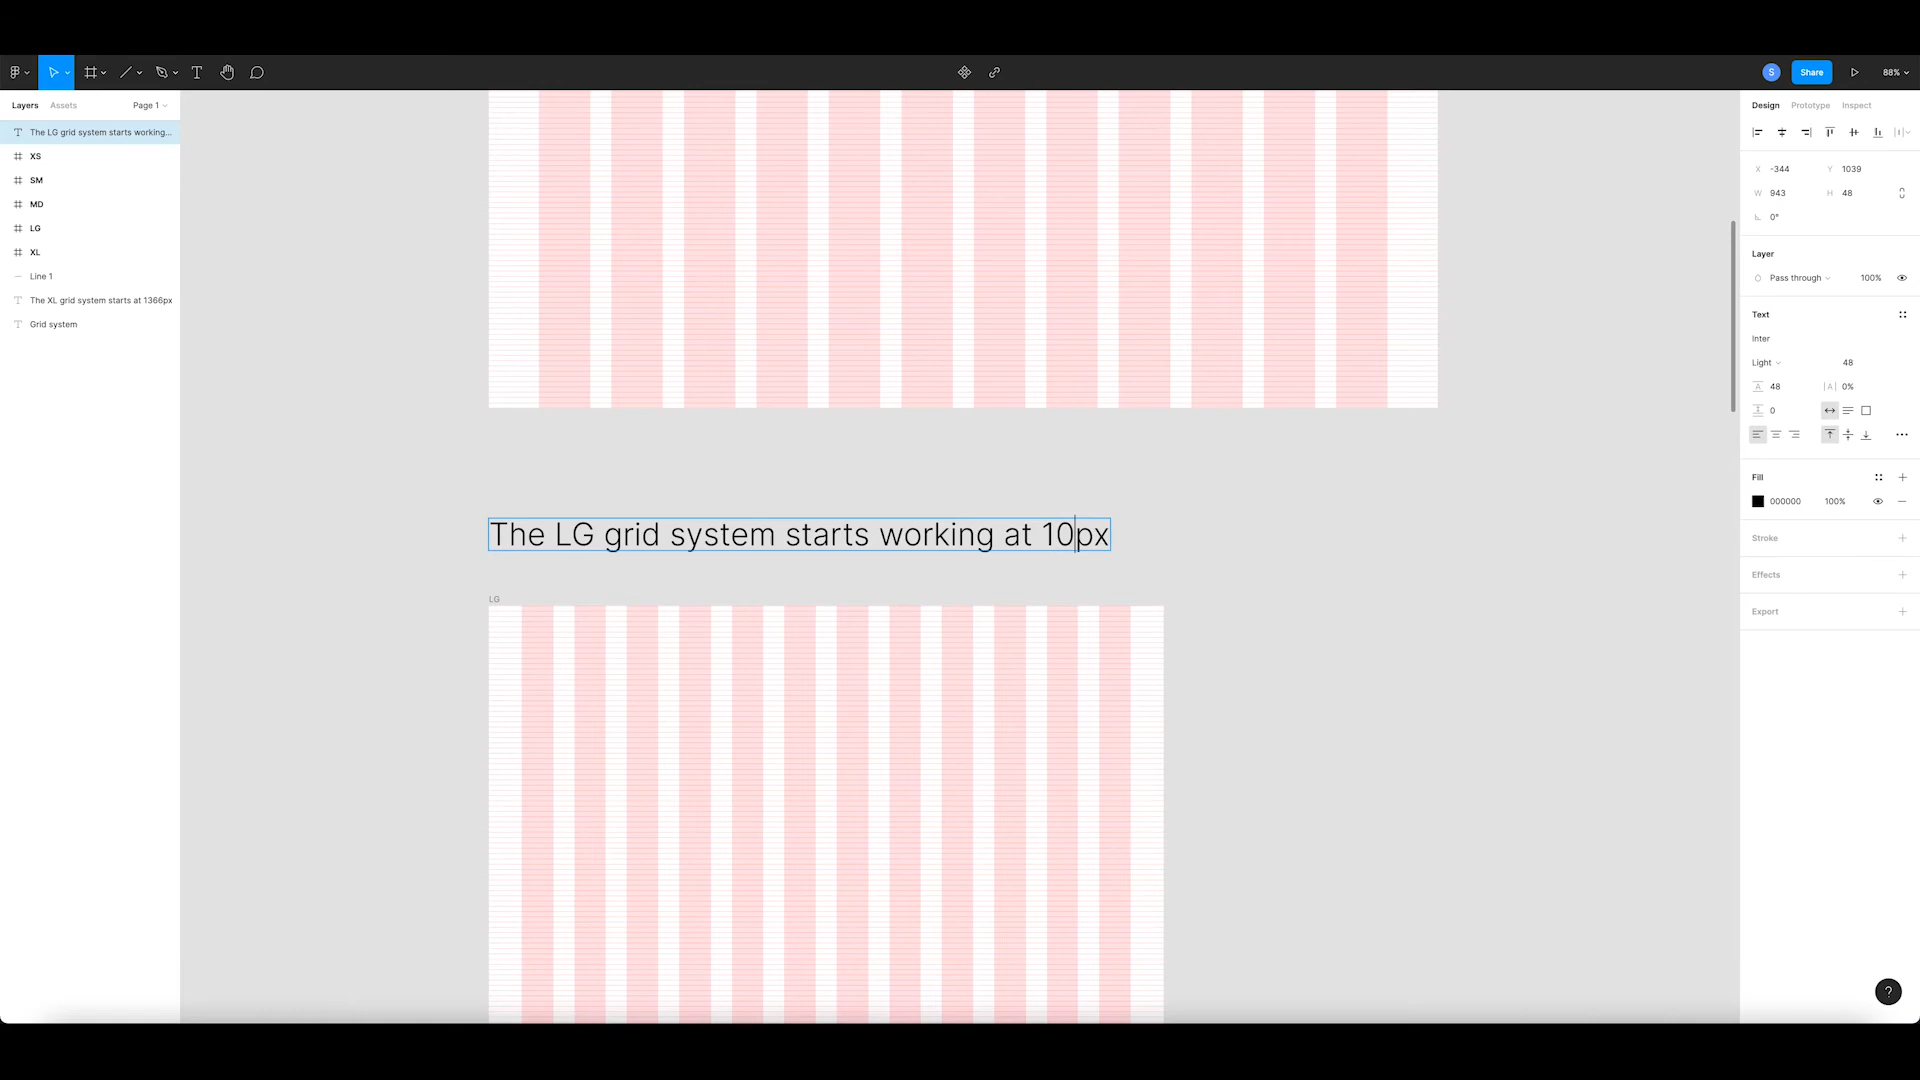 S
Share
88%
Layers
Assets
Page 1
Design
Prototype
Inspect
The LG grid system starts working...
XS
SM
MD
LG
XL
Line 1
The XL grid system starts at 1366px
Grid system
X -344
Y 1039
W 943
H 48
0°
Layer
Pass through
100%
Text
Inter
Light
48
A 48
|A| 0%
0
Fill
000000
100%
Stroke
Effects
Export
The LG grid system starts working at 10px
LG
?